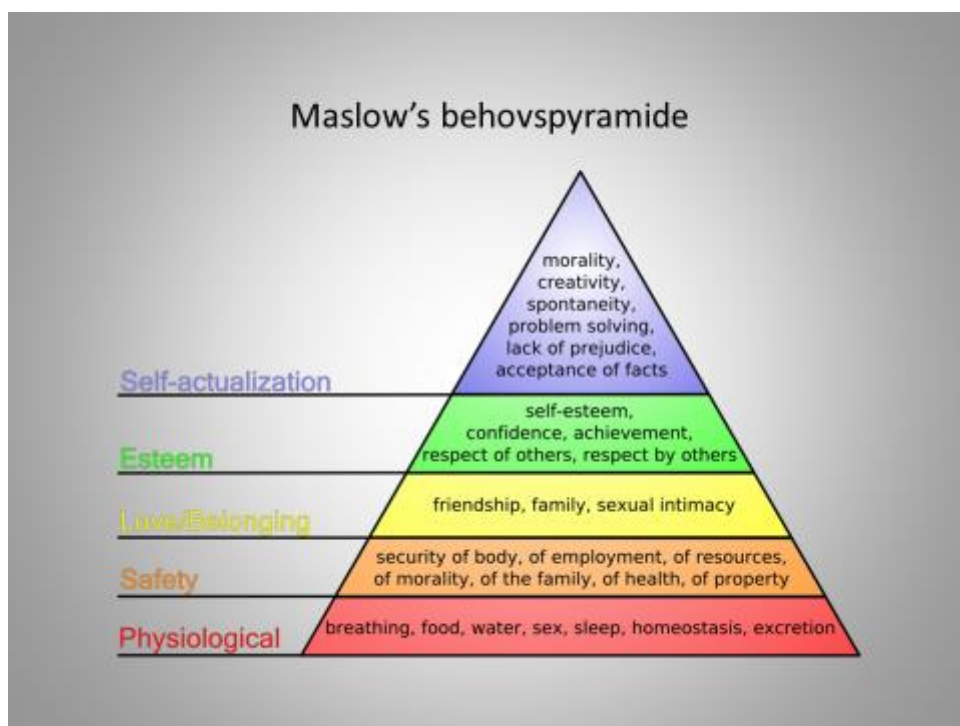 Maslow's behovspyramide
morality,
creativity,
spontaneity,
problem solving,
lack of prejudice,
acceptance of facts
Self-actualization
self-esteem,
confidence, achievement,
respect of others, respect by others
Esteem
friendship, family, sexual intimacy
Love/Belonging
security of body, of employment, of resources,
of morality, of the family, of health, of property
Safety
breathing, food, water, sex, sleep, homeostasis, excretion
Physiological